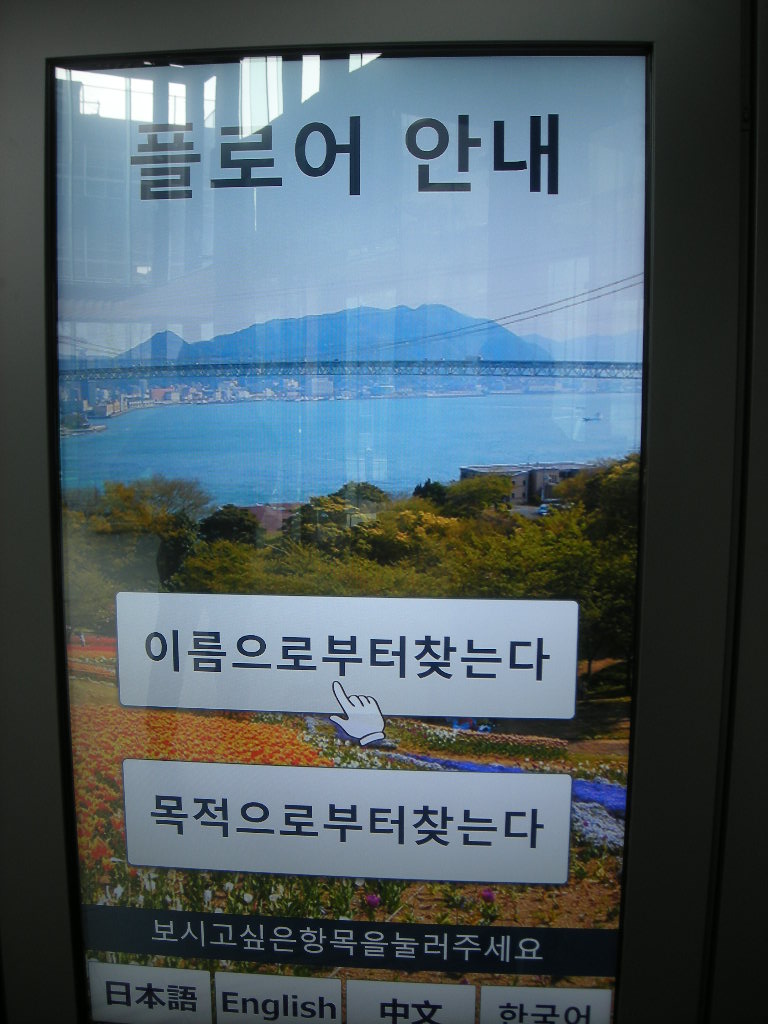 플로어 안내
이름으로부터찾는다
목적으로부터찾는다
보시고싶은항목을눌러주세요
日本語 English 中文 한국어